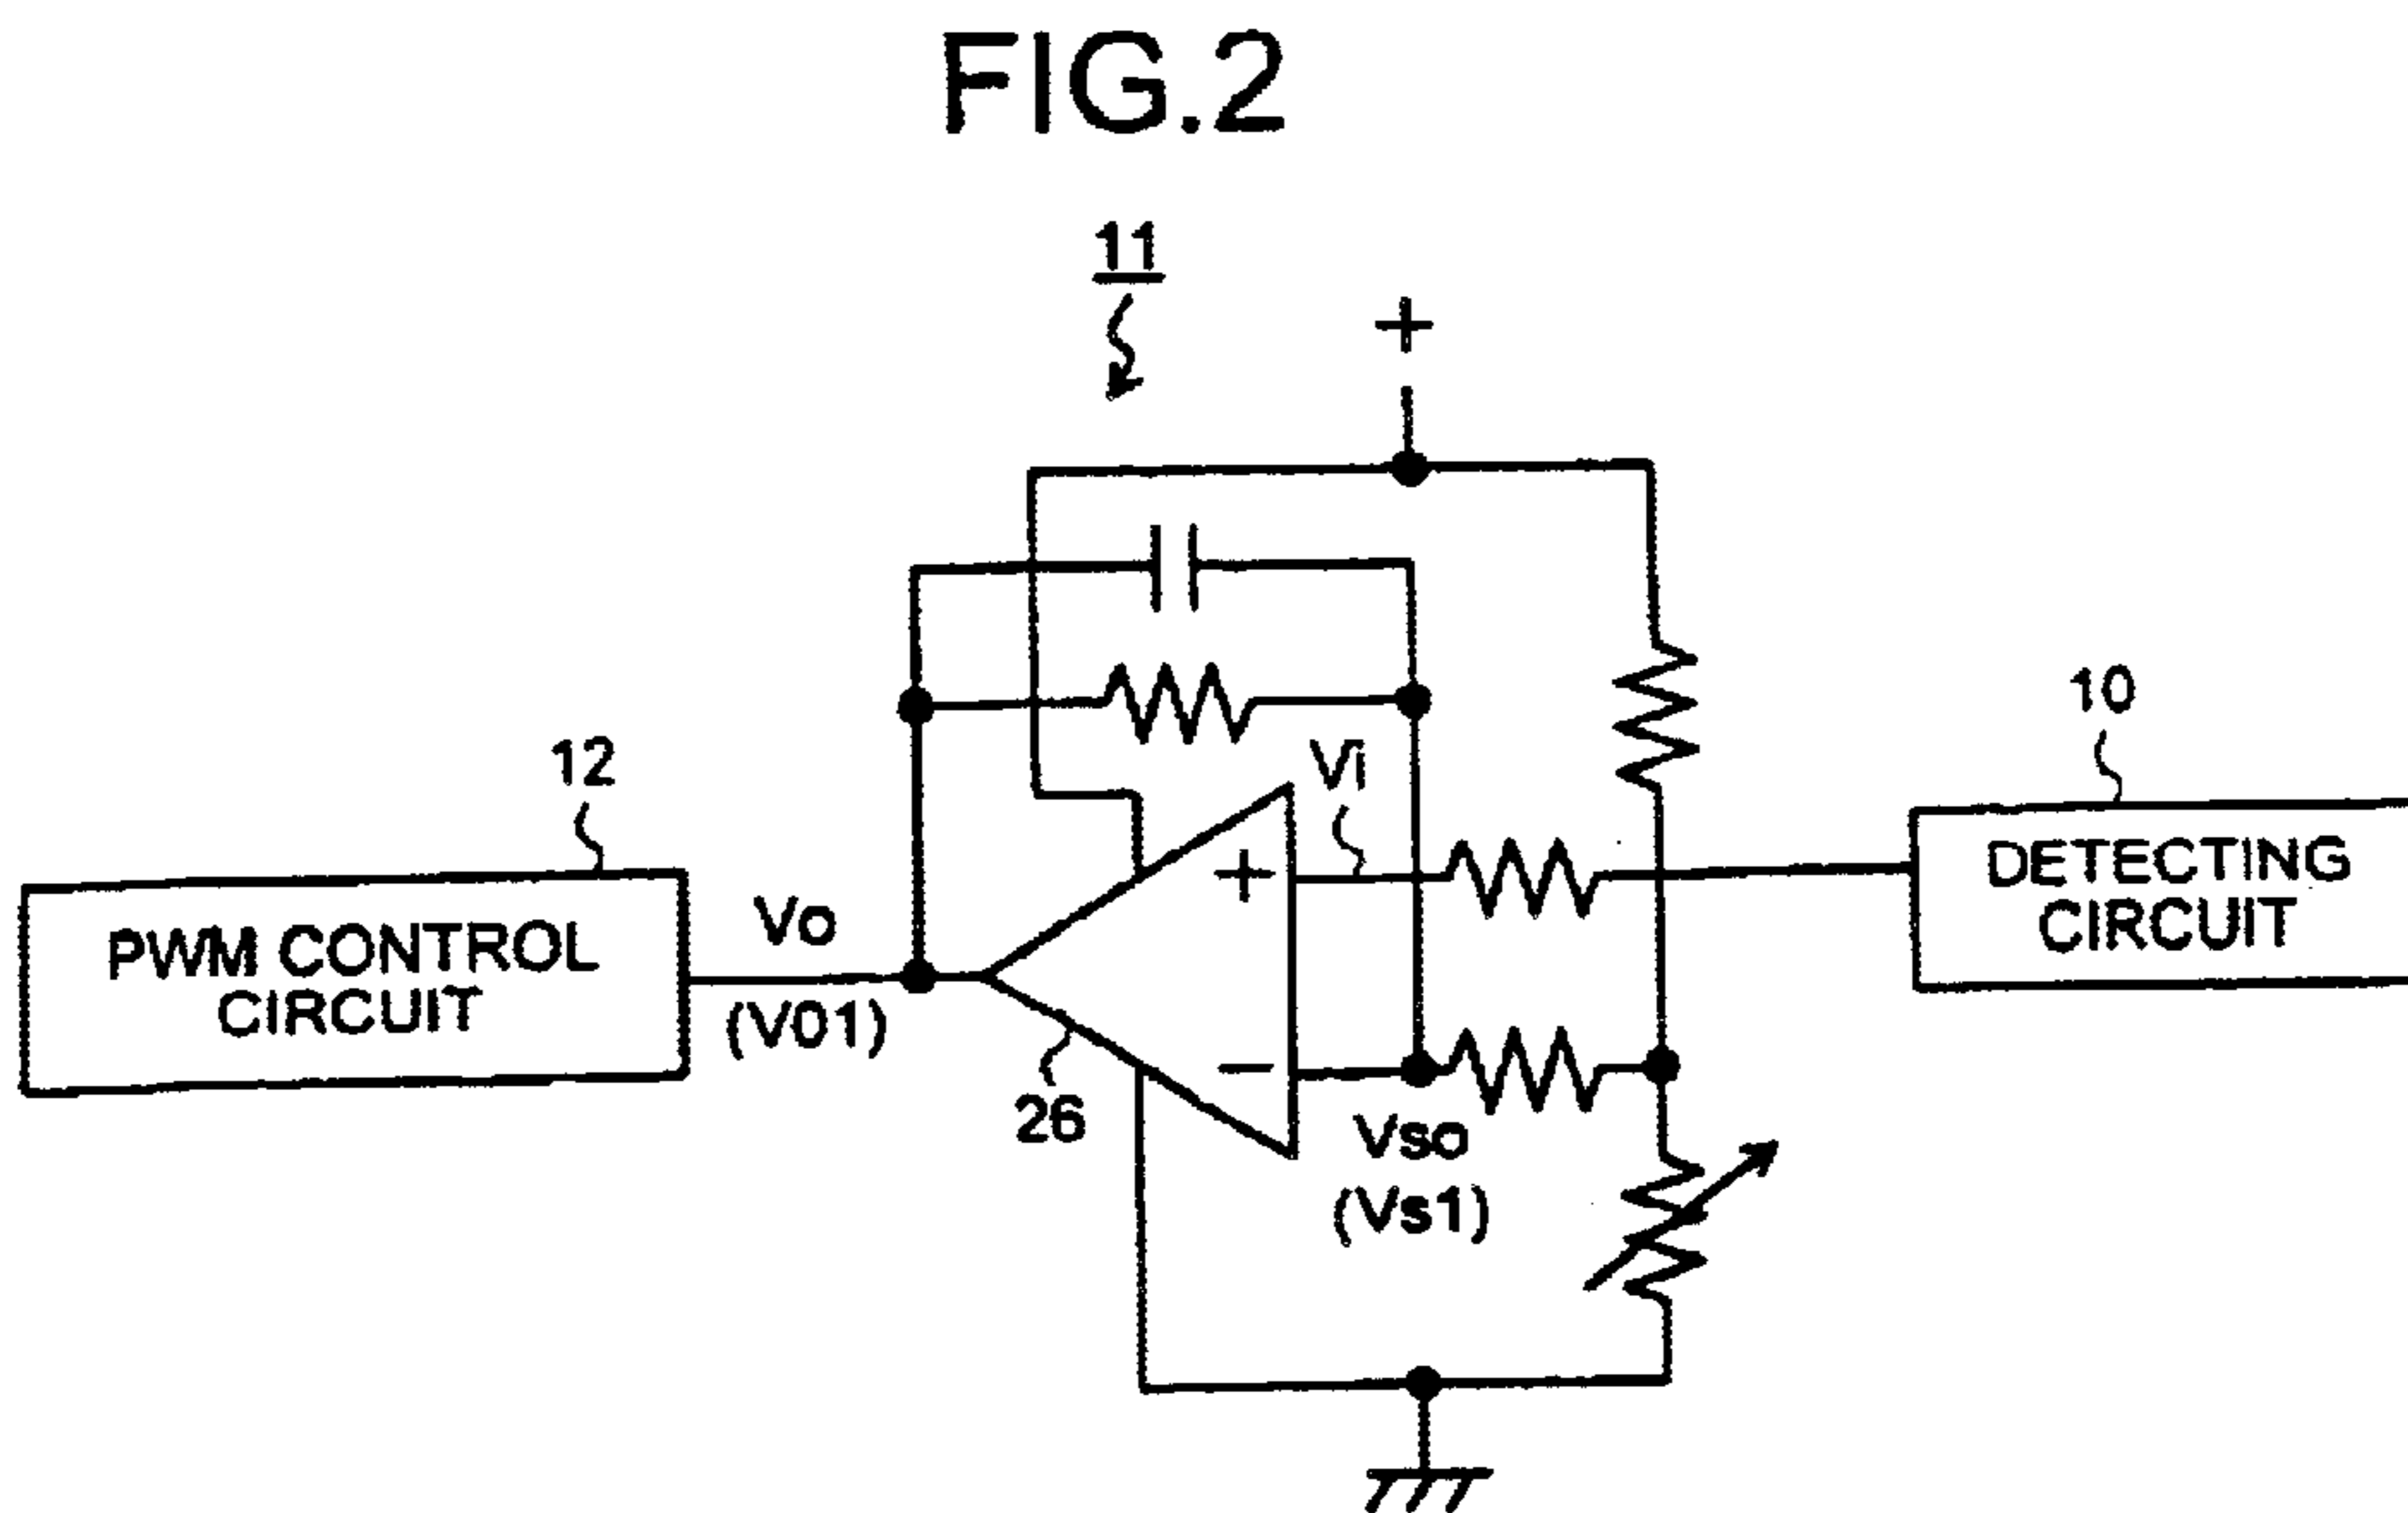 FIG.2
11
+
10
12
Vi
DETECTING
CIRCUIT
+
Vo
PWM CONTROL
CIRCUIT
(V01)
−
26
Vso
(Vs1)